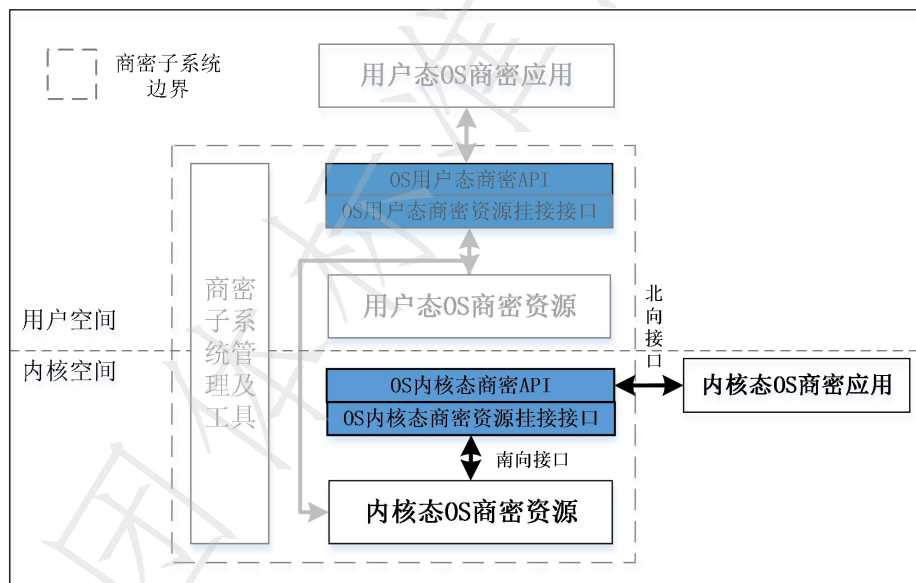 商密子系统
边界
用户态OS商密应用
OS用户态商密API
OS用户态商密资源挂接接口
商密
子系
统管
理及
工具
用户态OS商密资源
北
向
接
口
用户空间
内核空间
OS内核态商密API
内核态OS商密应用
OS内核态商密资源挂接接口
南向接口
内核态OS商密资源
团体标准